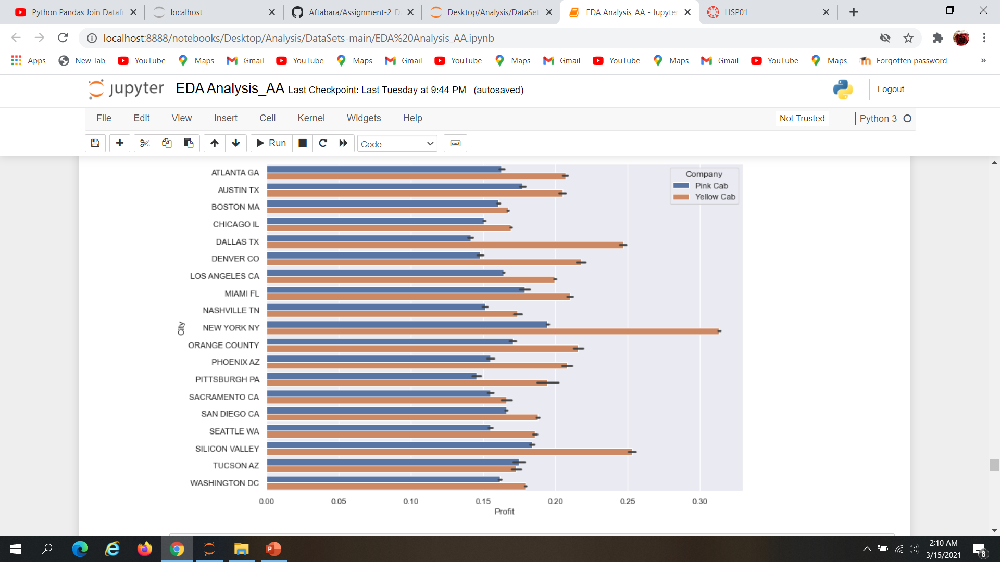 Python Pandas Join Dataf
localhost
Aftabara/Assignment-2_D
Desktop/Analysis/DataSet
EDA Analysis_AA - Jupyter
LISP01
localhost:8888/notebooks/Desktop/Analysis/DataSets-main/EDA%20Analysis_AA.ipynb
Apps New Tab YouTube Maps Gmail YouTube Maps Gmail YouTube Maps Gmail YouTube Maps Gmail YouTube Maps Forgotten password »
jupyter EDA Analysis_AA Last Checkpoint: Last Tuesday at 9:44 PM (autosaved)
Logout
File Edit View Insert Cell Kernel Widgets Help
Not Trusted
Python 3
Run
Code
Company
Pink Cab
Yellow Cab
City
ATLANTA GA
AUSTIN TX
BOSTON MA
CHICAGO IL
DALLAS TX
DENVER CO
LOS ANGELES CA
MIAMI FL
NASHVILLE TN
NEW YORK NY
ORANGE COUNTY
PHOENIX AZ
PITTSBURGH PA
SACRAMENTO CA
SAN DIEGO CA
SEATTLE WA
SILICON VALLEY
TUCSON AZ
WASHINGTON DC
0.00 0.05 0.10 0.15 0.20 0.25 0.30
Profit
2:10 AM
3/15/2021
8